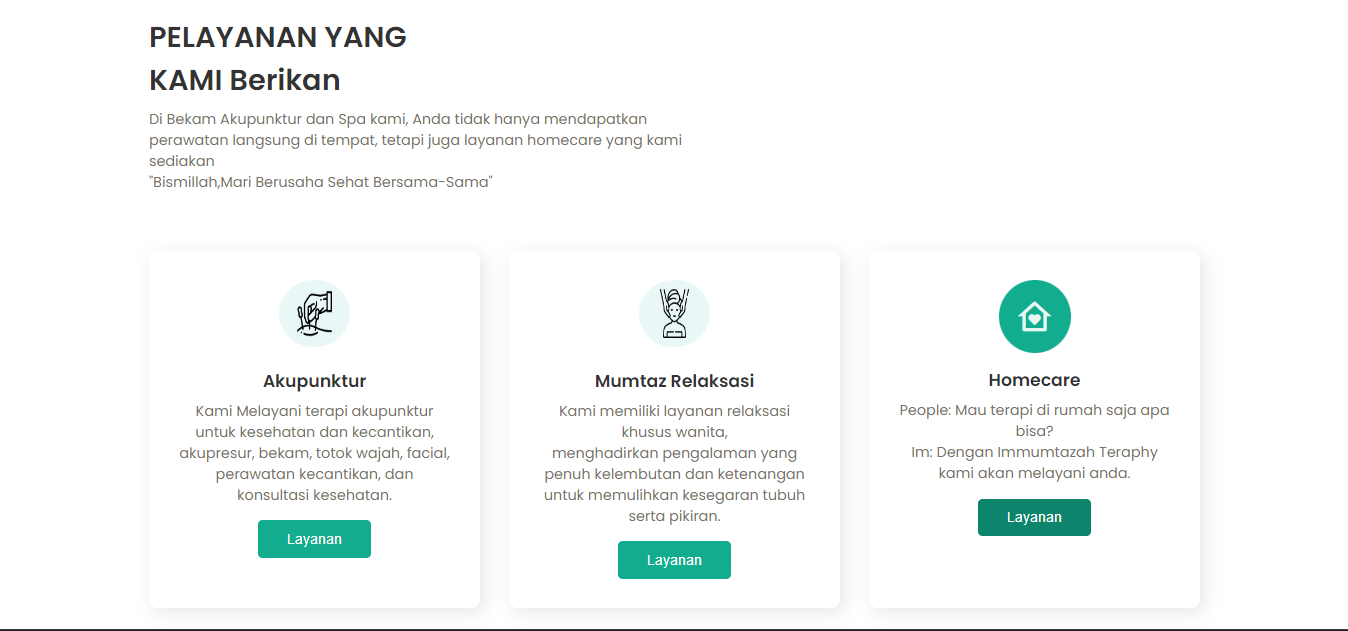 PELAYANAN YANG
KAMI Berikan
Di Bekam Akupunktur dan Spa kami, Anda tidak hanya mendapatkan
perawatan langsung di tempat, tetapi juga layanan homecare yang kami
sediakan
"Bismillah,Mari Berusaha Sehat Bersama-Sama"
Akupunktur
Kami Melayani terapi akupunktur
untuk kesehatan dan kecantikan,
akupresur, bekam, totok wajah, facial,
perawatan kecantikan, dan
konsultasi kesehatan.
Layanan
Mumtaz Relaksasi
Kami memiliki layanan relaksasi
khusus wanita,
menghadirkan pengalaman yang
penuh kelembutan dan ketenangan
untuk memulihkan kesegaran tubuh
serta pikiran.
Layanan
Homecare
People: Mau terapi di rumah saja apa
bisa?
Im: Dengan Immumtazah Teraphy
kami akan melayani anda.
Layanan